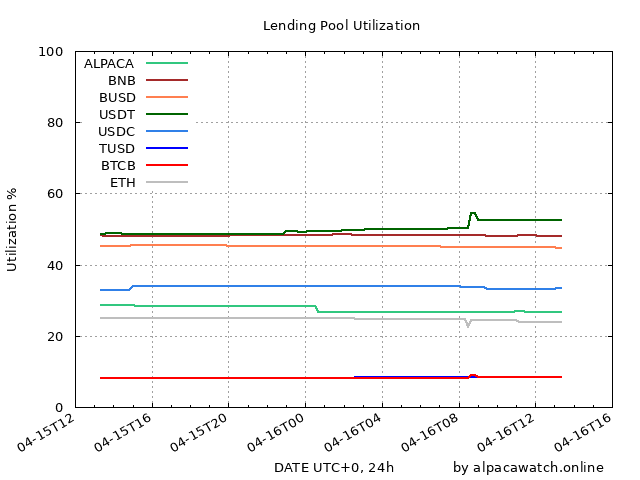 Lending Pool Utilization
100
80
60
40
20
0
Utilization %
ALPACA
BNB
BUSD
USDT
USDC
TUSD
BTCB
ETH
04-15T12
04-15T16
04-15T20
04-16T00
04-16T04
04-16T08
04-16T12
04-16T16
DATE UTC+0, 24h
by alpacawatch.online